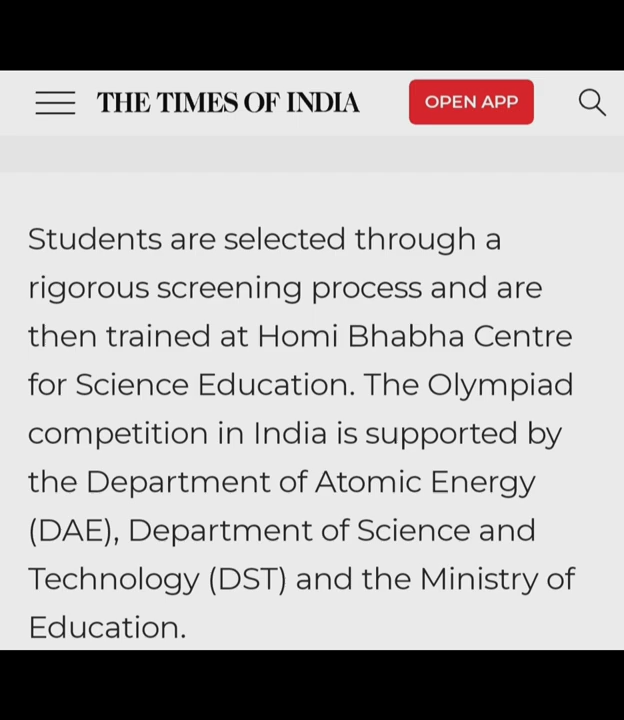 THE TIMES OF INDIA
OPEN APP
Students are selected through a
rigorous screening process and are
then trained at Homi Bhabha Centre
for Science Education. The Olympiad
competition in India is supported by
the Department of Atomic Energy
(DAE), Department of Science and
Technology (DST) and the Ministry of
Education.